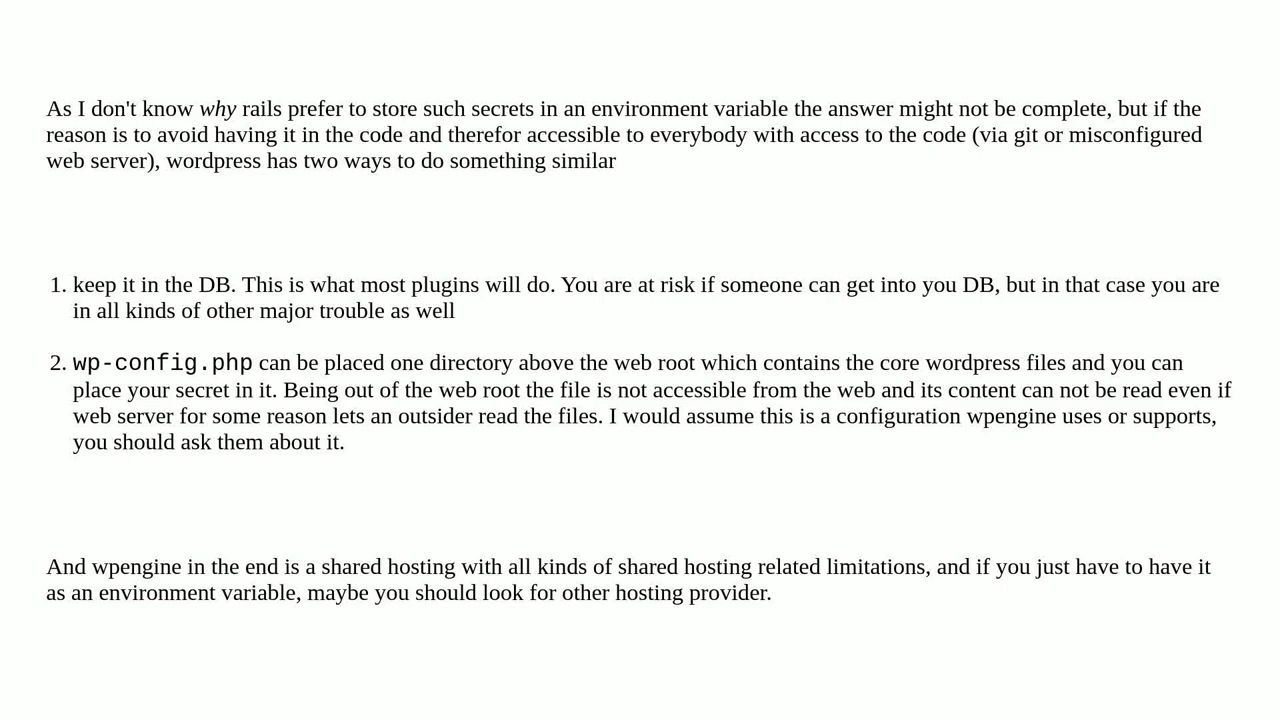 As I don't know why rails prefer to store such secrets in an environment variable the answer might not be complete, but if the
reason is to avoid having it in the code and therefor accessible to everybody with access to the code (via git or misconfigured
web server), wordpress has two ways to do something similar
1. keep it in the DB. This is what most plugins will do. You are at risk if someone can get into you DB, but in that case you are
in all kinds of other major trouble as well
2. wp-config.php can be placed one directory above the web root which contains the core wordpress files and you can
place your secret in it. Being out of the web root the file is not accessible from the web and its content can not be read even if
web server for some reason lets an outsider read the files. I would assume this is a configuration wpengine uses or supports,
you should ask them about it.
And wpengine in the end is a shared hosting with all kinds of shared hosting related limitations, and if you just have to have it
as an environment variable, maybe you should look for other hosting provider.